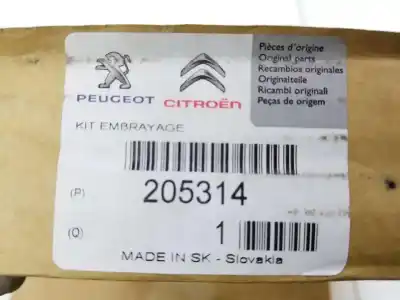 Pièces d'origine
Original parts
Recambios originales
Originalteile
Ricambi originali
Peças de origem
PEUGEOT CITROËN
KIT EMBRAYAGE
(P) 205314
(Q) 1
MADE IN SK - Slovakia